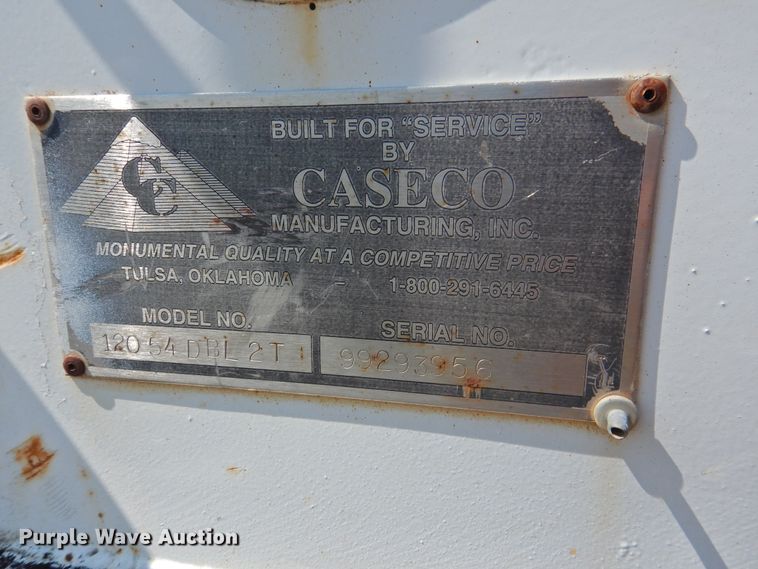 BUILT FOR "SERVICE"
BY
CC
CASECO
MANUFACTURING, INC.
MONUMENTAL QUALITY AT A COMPETITIVE PRICE
TULSA, OKLAHOMA - 1-800-291-6445
MODEL NO. SERIAL NO.
120 54 DBL 2T 99293956
Purple Wave Auction